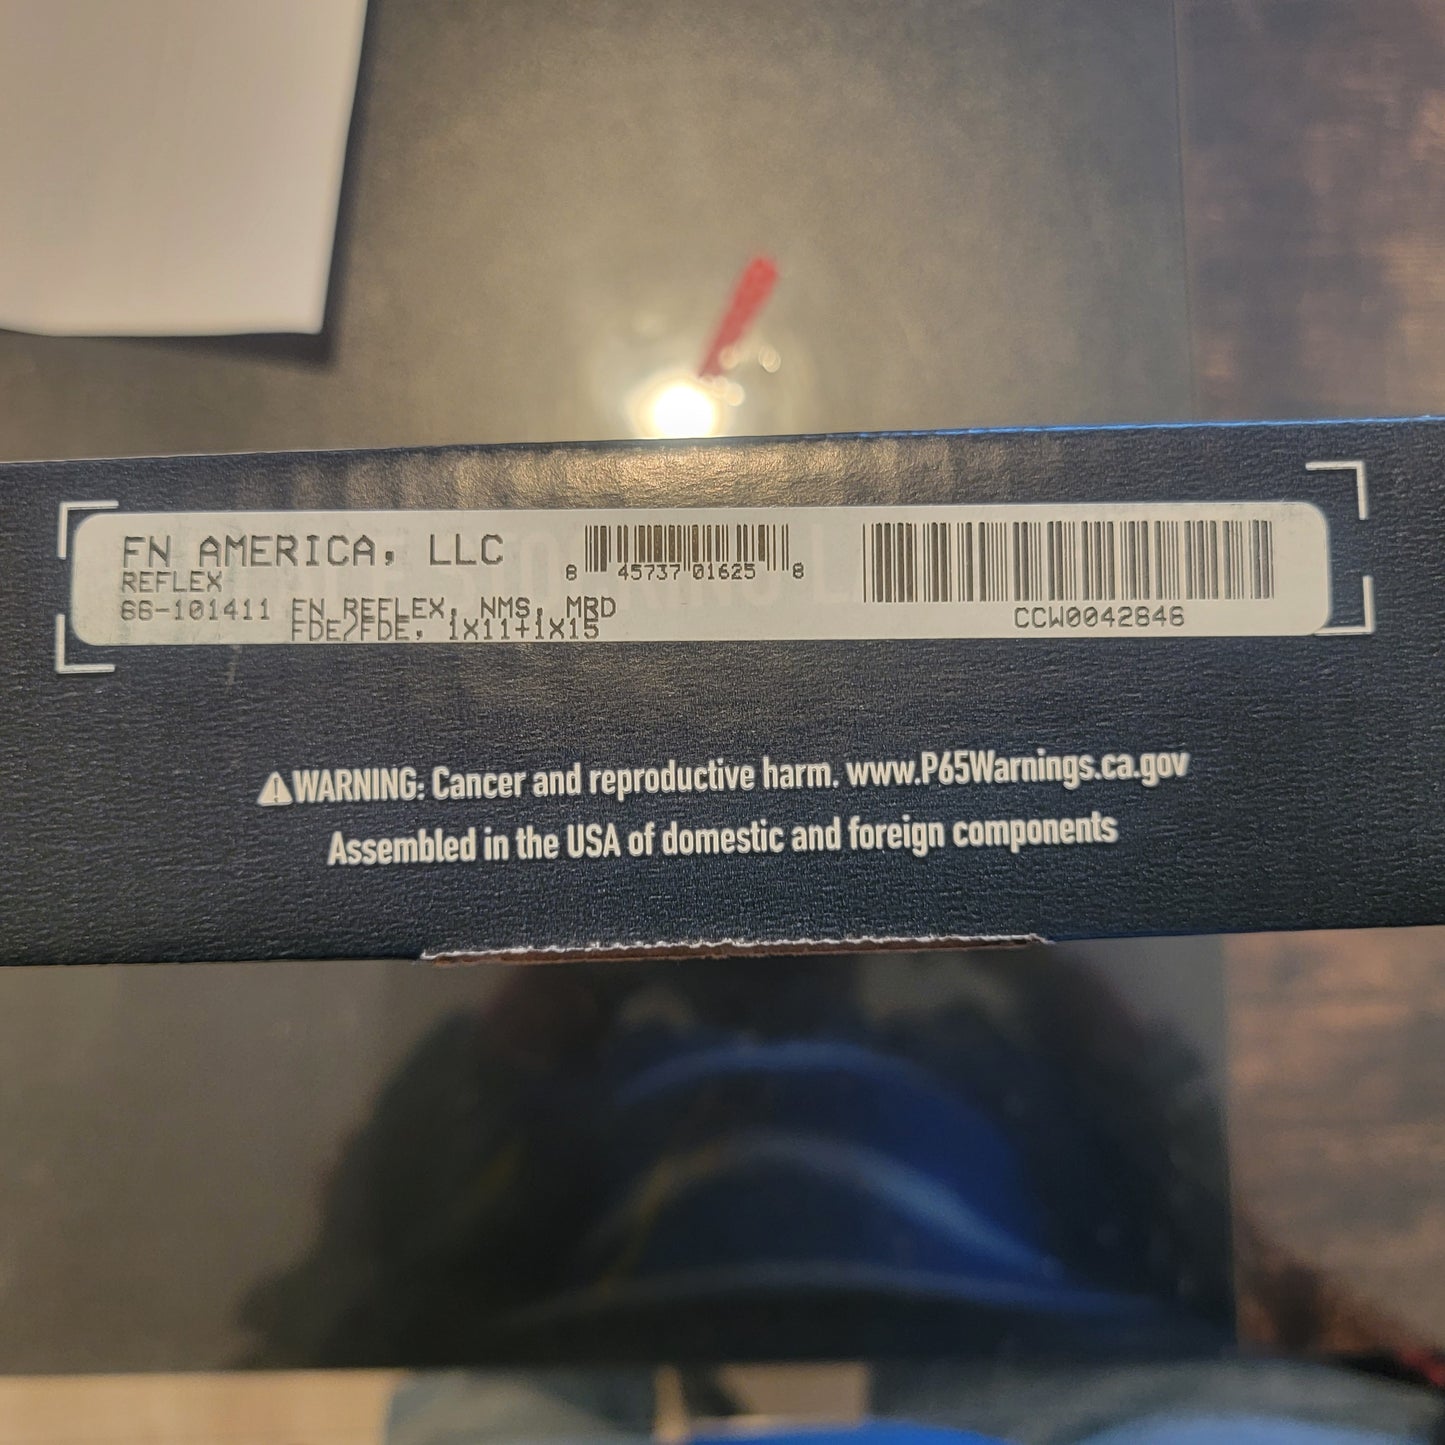 FN AMERICA, LLC
REFLEX
66-101411 FN REFLEX, NMS, MRD
FDE/FDE, 1X11+1X15
8 45737 01625 8
CCW0042846
WARNING: Cancer and reproductive harm. www.P65Warnings.ca.gov
Assembled in the USA of domestic and foreign components